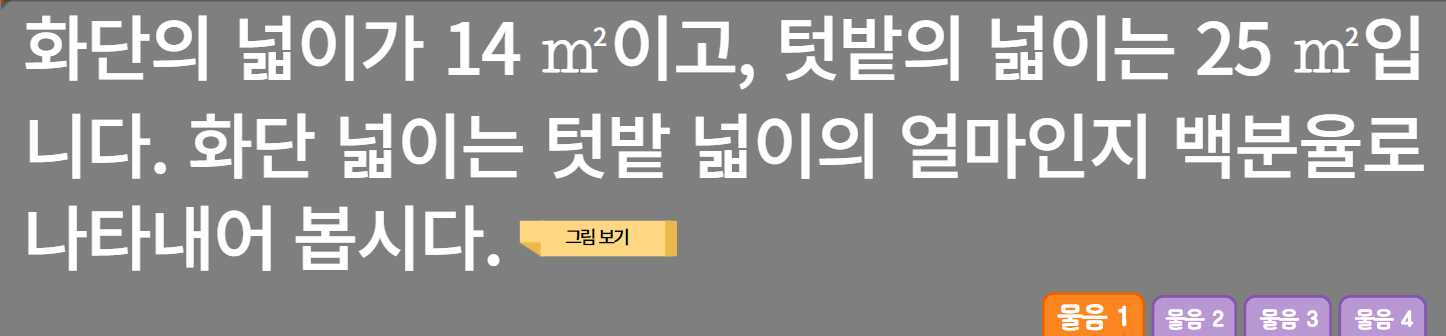 화단의 넓이가 14 ㎡이고, 텃밭의 넓이는 25 ㎡입
니다. 화단 넓이는 텃밭 넓이의 얼마인지 백분율로
나타내어 봅시다. 그림 보기
물음 1 물음 2 물음 3 물음 4